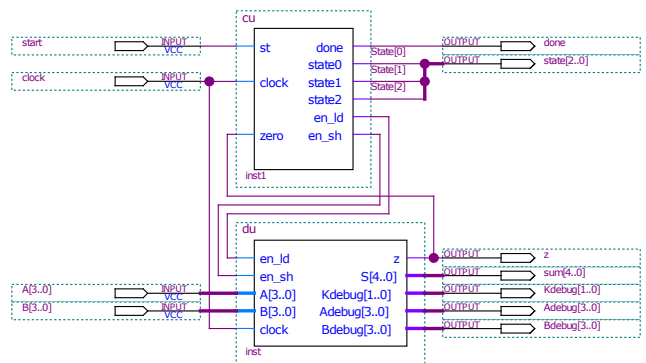 cu
start INPUT VCC st done OUTPUT done
State[0] state0 OUTPUT state[2..0]
clock INPUT VCC clock State[1] state1
State[2] state2
en_ld
zero en_sh
inst1
du
en_ld z OUTPUT z
en_sh S[4..0] OUTPUT sum[4..0]
A[3..0] INPUT VCC A[3..0] Kdebug[1..0] OUTPUT Kdebug[1..0]
B[3..0] INPUT VCC B[3..0] Adebug[3..0] OUTPUT Adebug[3..0]
clock Bdebug[3..0] OUTPUT Bdebug[3..0]
inst